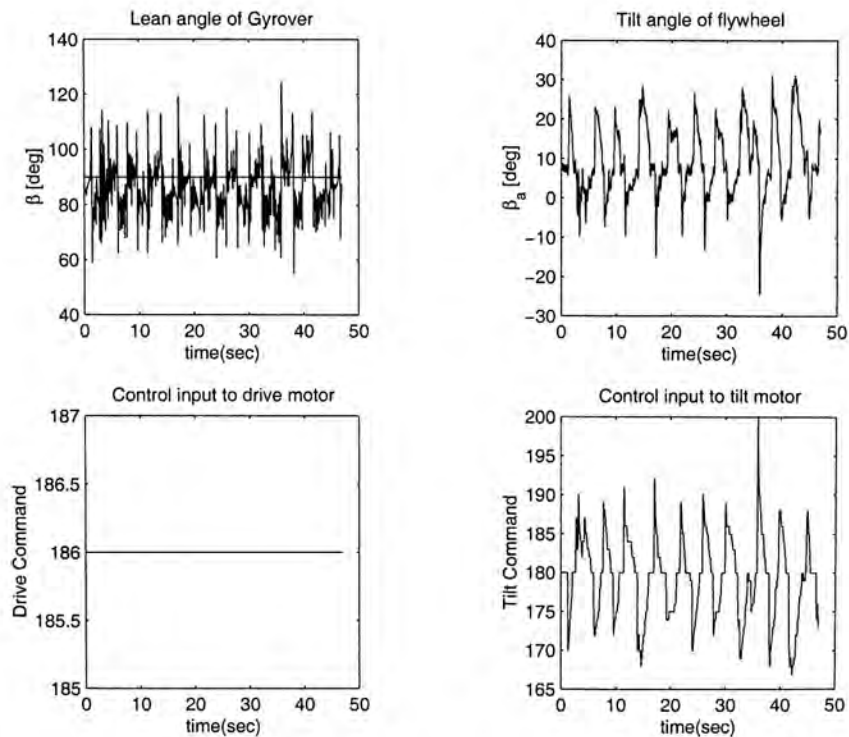 Lean angle of Gyrover
140
120
100
80
60
40
β [deg]
0 10 20 30 40 50
time(sec)
Tilt angle of flywheel
40
30
20
10
0
−10
−20
−30
βa [deg]
0 10 20 30 40 50
time(sec)
Control input to drive motor
187
186.5
186
185.5
185
Drive Command
0 10 20 30 40 50
time(sec)
Control input to tilt motor
200
195
190
185
180
175
170
165
Tilt Command
0 10 20 30 40 50
time(sec)